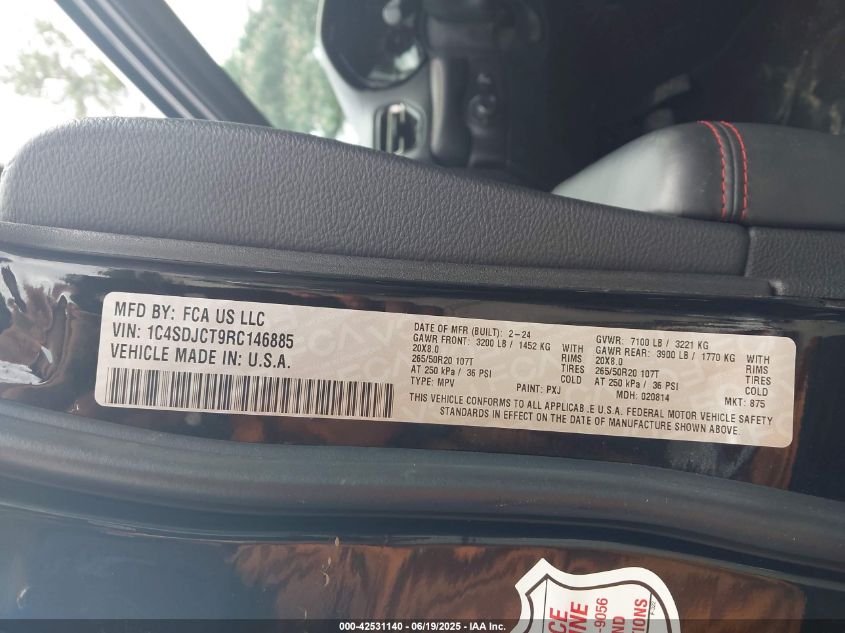 MFD BY: FCA US LLC
VIN: 1C4SDJCT9RC146885
VEHICLE MADE IN: U.S.A.
DATE OF MFR (BUILT): 2-24
GAWR FRONT: 3200 LB / 1452 KG WITH
20X8.0 RIMS
265/50R20 107T TIRES
AT 250 kPa / 36 PSI COLD
TYPE: MPV PAINT: PXJ
GVWR: 7100 LB / 3221 KG
GAWR REAR: 3900 LB / 1770 KG WITH
20X8.0 RIMS
265/50R20 107T TIRES
AT 250 kPa / 36 PSI COLD
MDH: 020814 MKT: 875
THIS VEHICLE CONFORMS TO ALL APPLICAB.E U.S.A. FEDERAL MOTOR VEHICLE SAFETY
STANDARDS IN EFFECT ON THE DATE OF MANUFACTURE SHOWN ABOVE.
-9056
000-42531140 - 06/19/2025 - IAA Inc.